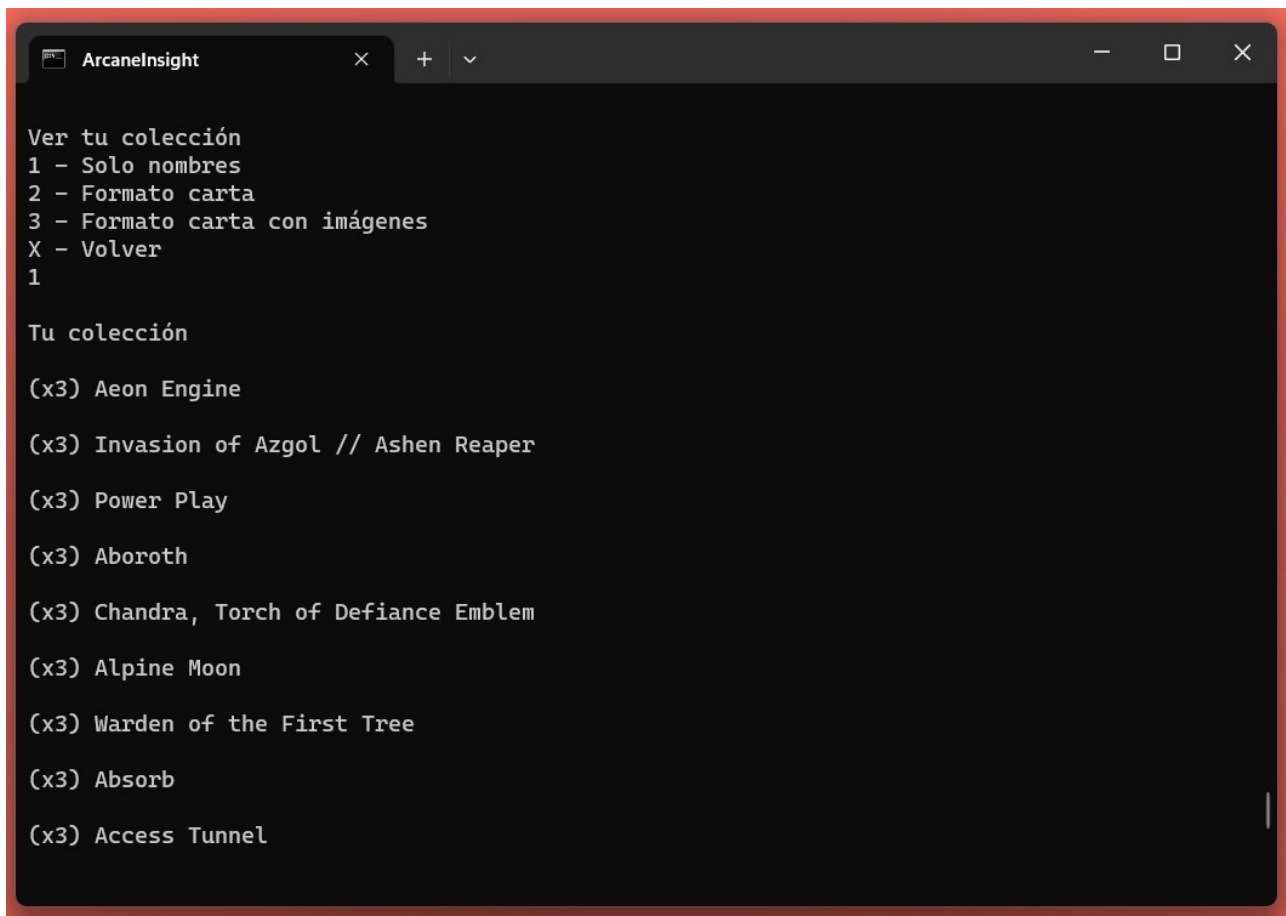 ArcaneInsight
Ver tu colección
1 - Solo nombres
2 - Formato carta
3 - Formato carta con imágenes
X - Volver
1
Tu colección
(x3) Aeon Engine
(x3) Invasion of Azgol // Ashen Reaper
(x3) Power Play
(x3) Aboroth
(x3) Chandra, Torch of Defiance Emblem
(x3) Alpine Moon
(x3) Warden of the First Tree
(x3) Absorb
(x3) Access Tunnel